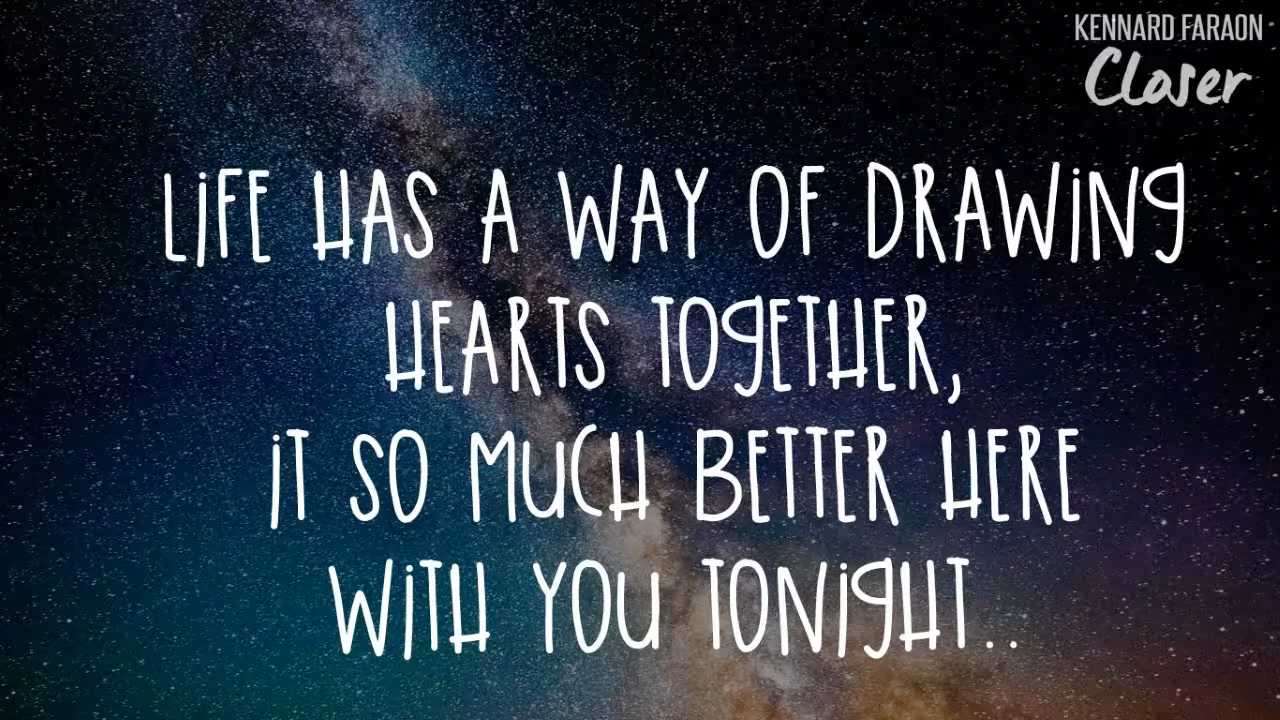 KENNARD FARAON
Closer
LiFE HAS A WAY OF DRAWiNg
HEARTS TOgETHER,
iT SO MuCH BETTER HERE
WiTH YOu TONigHT..